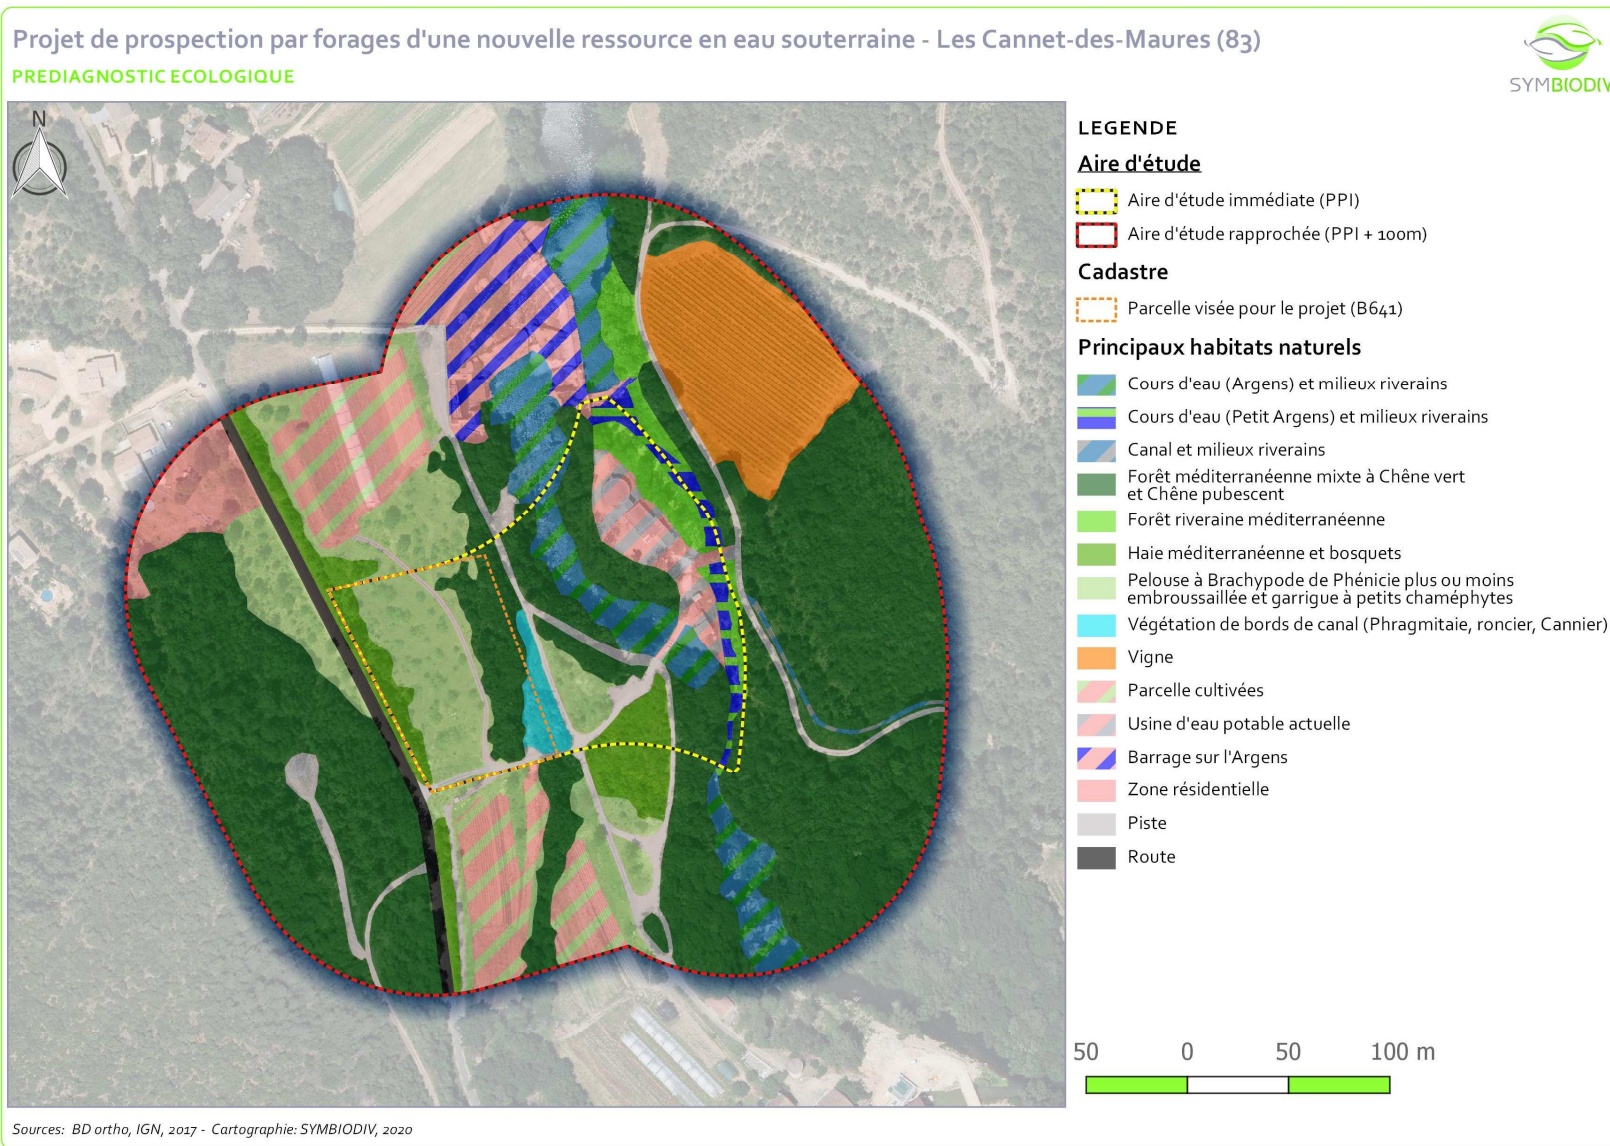 Projet de prospection par forages d'une nouvelle ressource en eau souterraine - Les Cannet-des-Maures (83)
PREDIAGNOSTIC ECOLOGIQUE
SYMBIODIV
N
LEGENDE
Aire d'étude
Aire d'étude immédiate (PPI)
Aire d'étude rapprochée (PPI + 100m)
Cadastre
Parcelle visée pour le projet (B641)
Principaux habitats naturels
Cours d'eau (Argens) et milieux riverains
Cours d'eau (Petit Argens) et milieux riverains
Canal et milieux riverains
Forêt méditerranéenne mixte à Chêne vert
et Chêne pubescent
Forêt riveraine méditerranéenne
Haie méditerranéenne et bosquets
Pelouse à Brachypode de Phénicie plus ou moins
embroussaillée et garrigue à petits chaméphytes
Végétation de bords de canal (Phragmitaie, roncier, Cannier)
Vigne
Parcelle cultivées
Usine d'eau potable actuelle
Barrage sur l'Argens
Zone résidentielle
Piste
Route
50 0 50 100 m
Sources: BD ortho, IGN, 2017 - Cartographie: SYMBIODIV, 2020